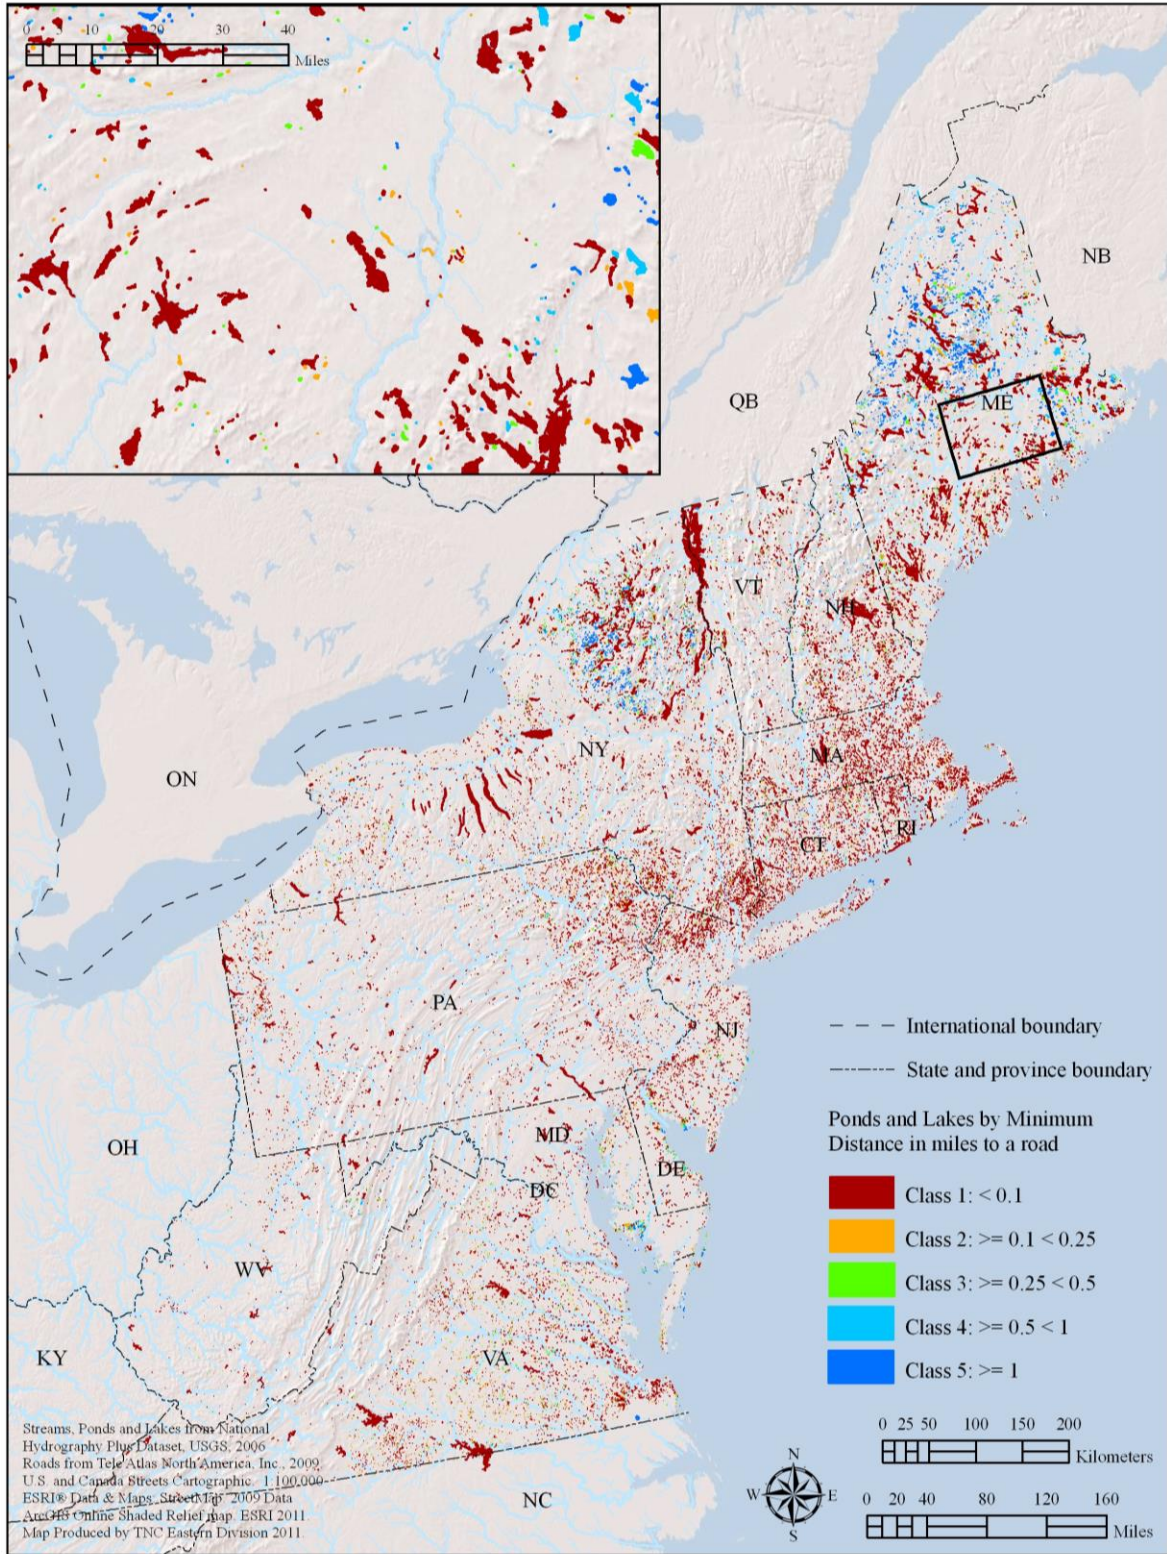 0 5 10 20 30 40
Miles
NB
QB
ME
VT
NH
NY
MA
ON
RI
CT
PA
NJ
International boundary
State and province boundary
OH
MD
DE
DC
Ponds and Lakes by Minimum
Distance in miles to a road
Class 1: < 0.1
Class 2: >= 0.1 < 0.25
Class 3: >= 0.25 < 0.5
Class 4: >= 0.5 < 1
Class 5: >= 1
WV
KY
VA
NC
Streams, Ponds and Lakes from National
Hydrography Plus Dataset, USGS, 2006
Roads from Tele Atlas North America, Inc., 2009
U.S. and Canada Streets Cartographic. 1:100,000
ESRI® Data & Maps: StreetMap. 2009 Data
ArcGIS Online Shaded Relief map. ESRI 2011.
Map Produced by TNC Eastern Division 2011.
N
W E
S
0 25 50 100 150 200
Kilometers
0 20 40 80 120 160
Miles